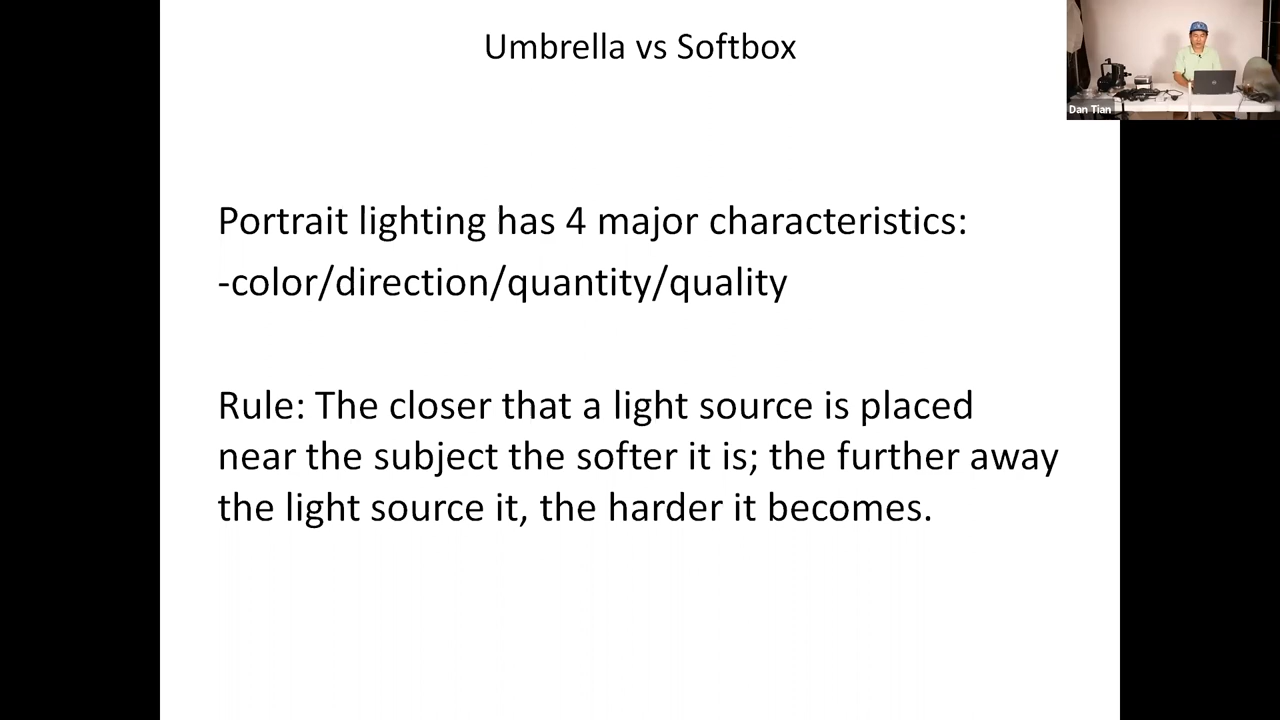 Umbrella vs Softbox
Dan Tian
Portrait lighting has 4 major characteristics:
-color/direction/quantity/quality
Rule: The closer that a light source is placed
near the subject the softer it is; the further away
the light source it, the harder it becomes.